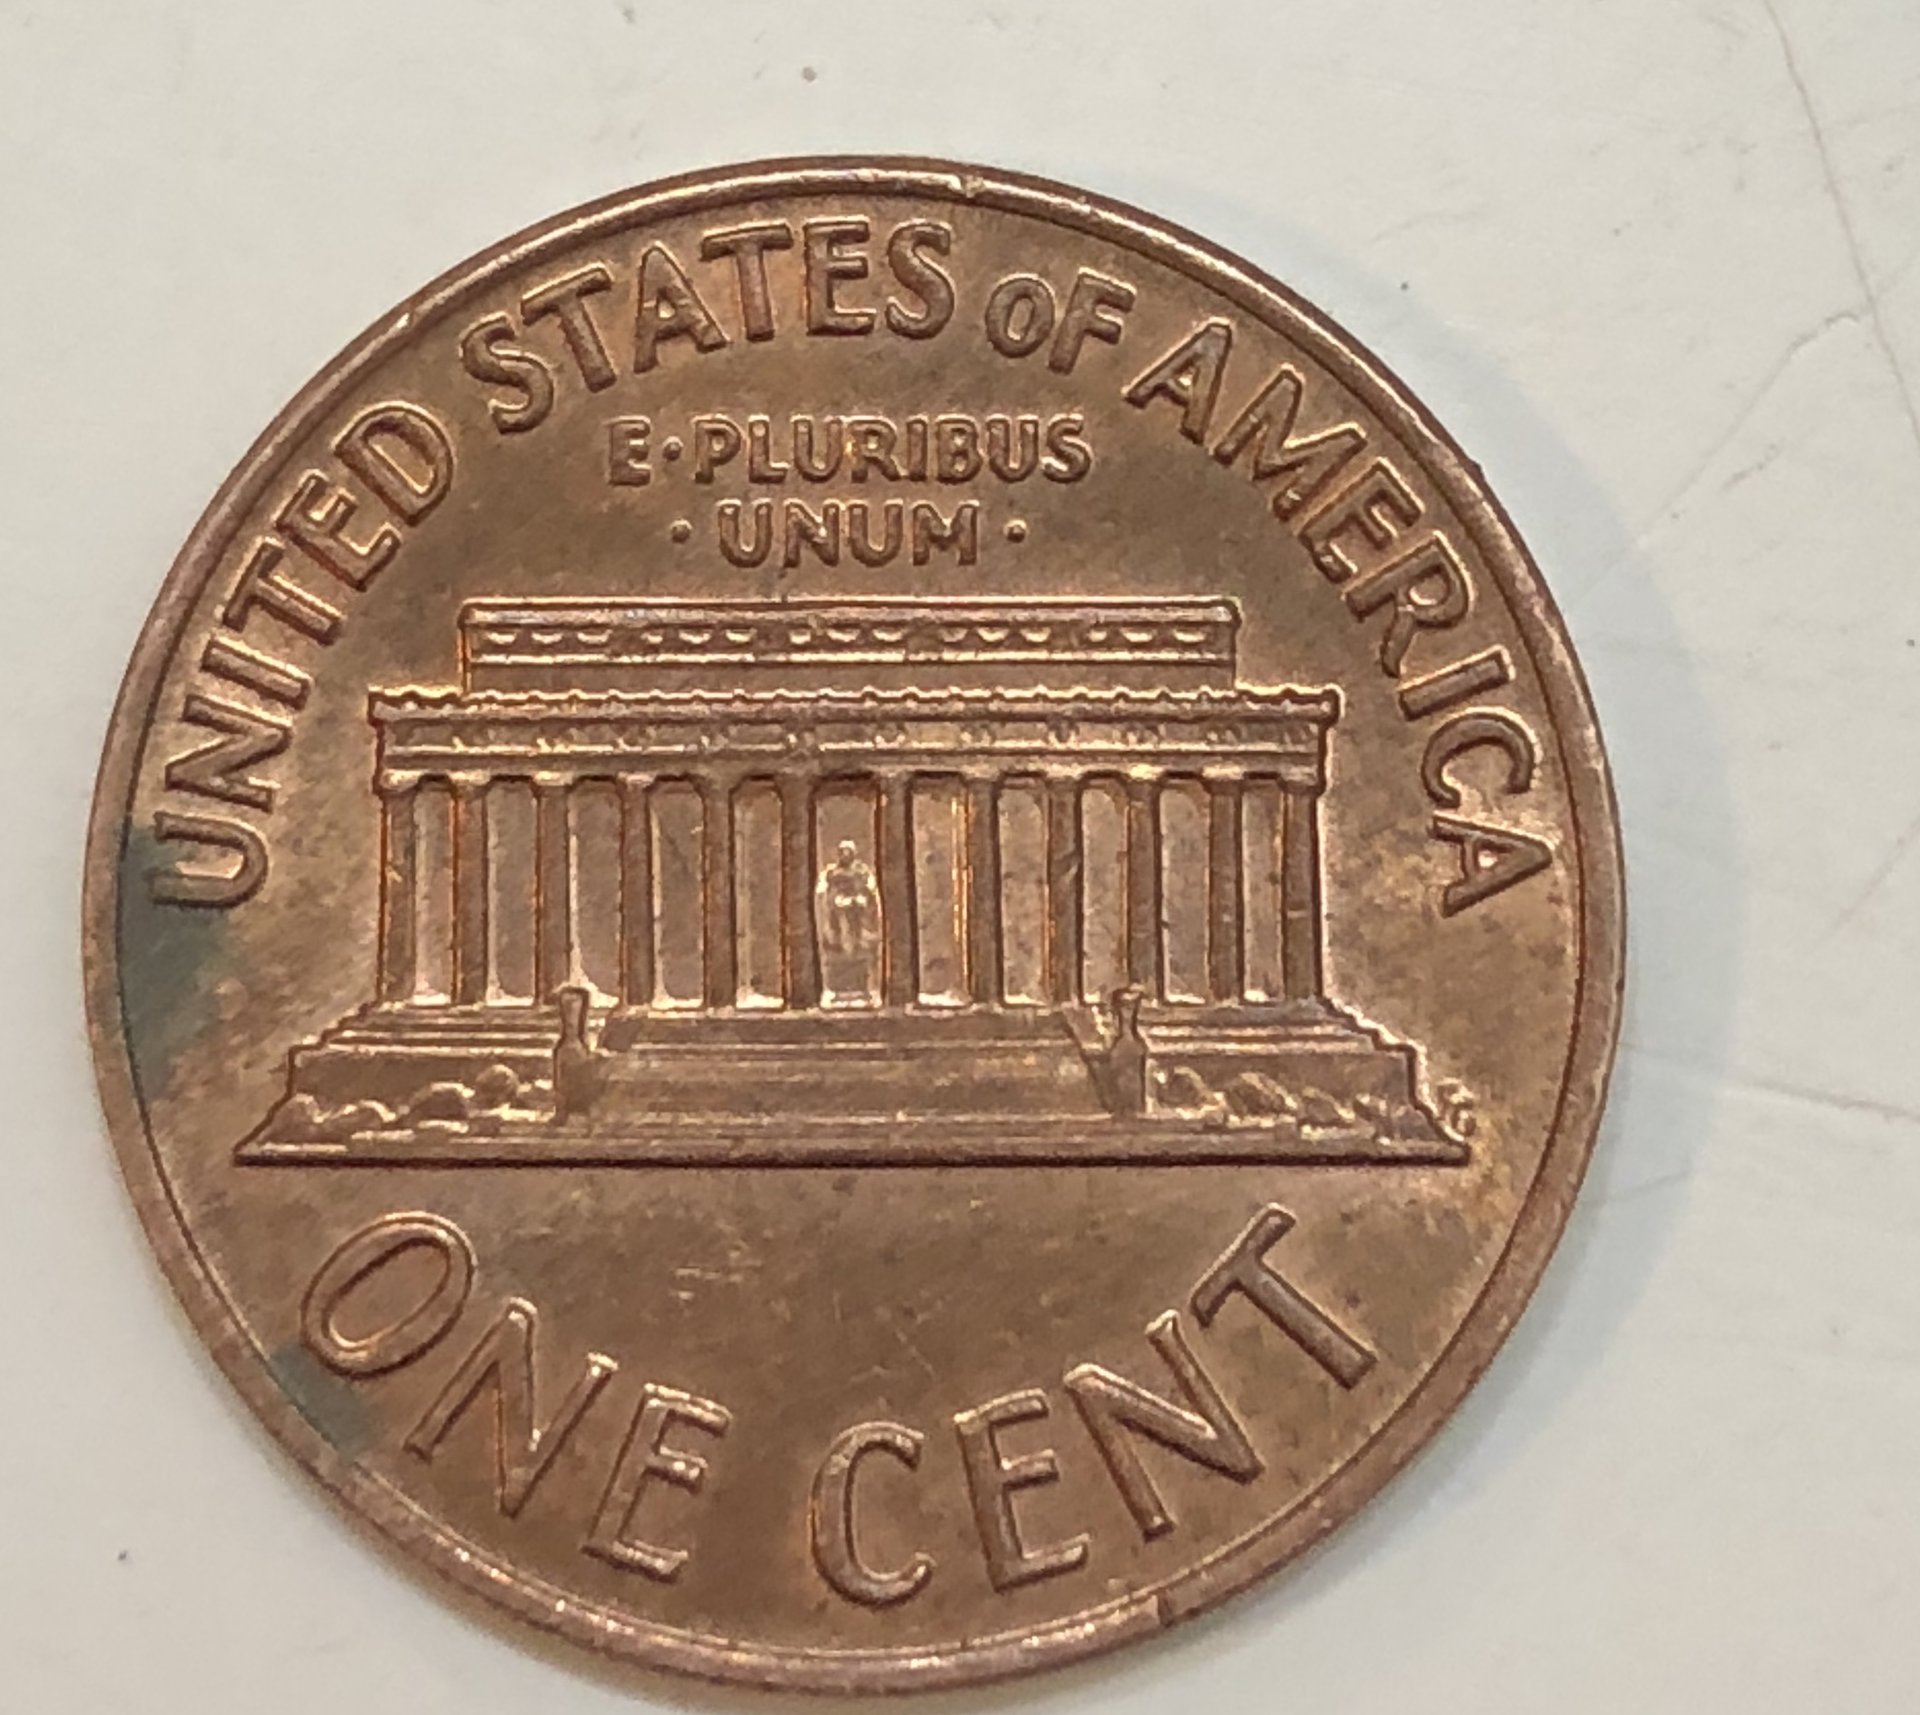 UNITED STATES OF AMERICA
E·PLURIBUS
·UNUM·
ONE CENT